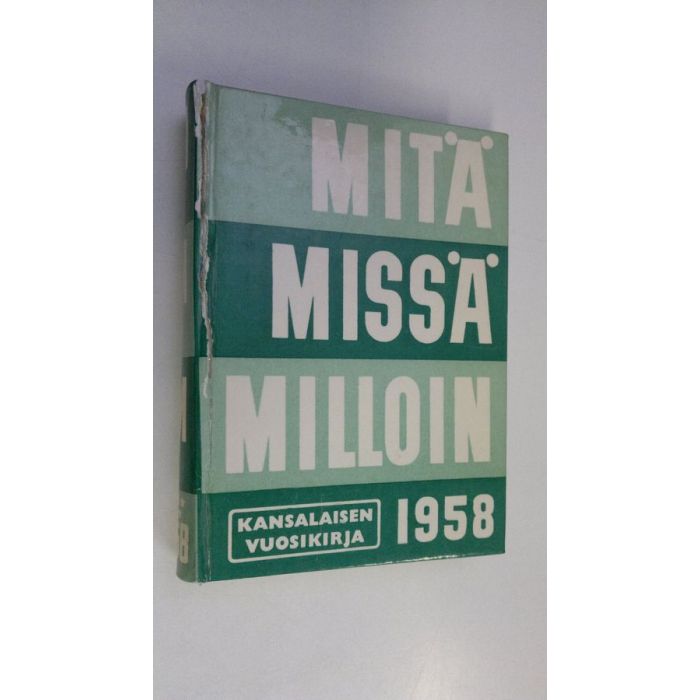 MITÄ
MISSÄ
MILLOIN
KANSALAISEN
VUOSIKIRJA
1958